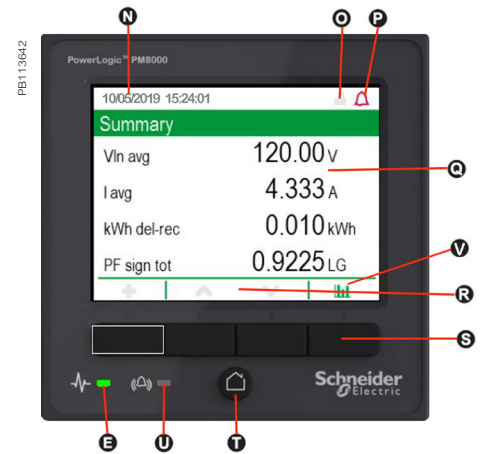 N
O
P
PB113642
PowerLogic™ PM8000
10/05/2019 15:24:01
Summary
Vln avg 120.00 V
I avg 4.333 A
kWh del-rec 0.010 kWh
PF sign tot 0.9225 LG
Q
V
R
S
Schneider
Electric
E
U
T